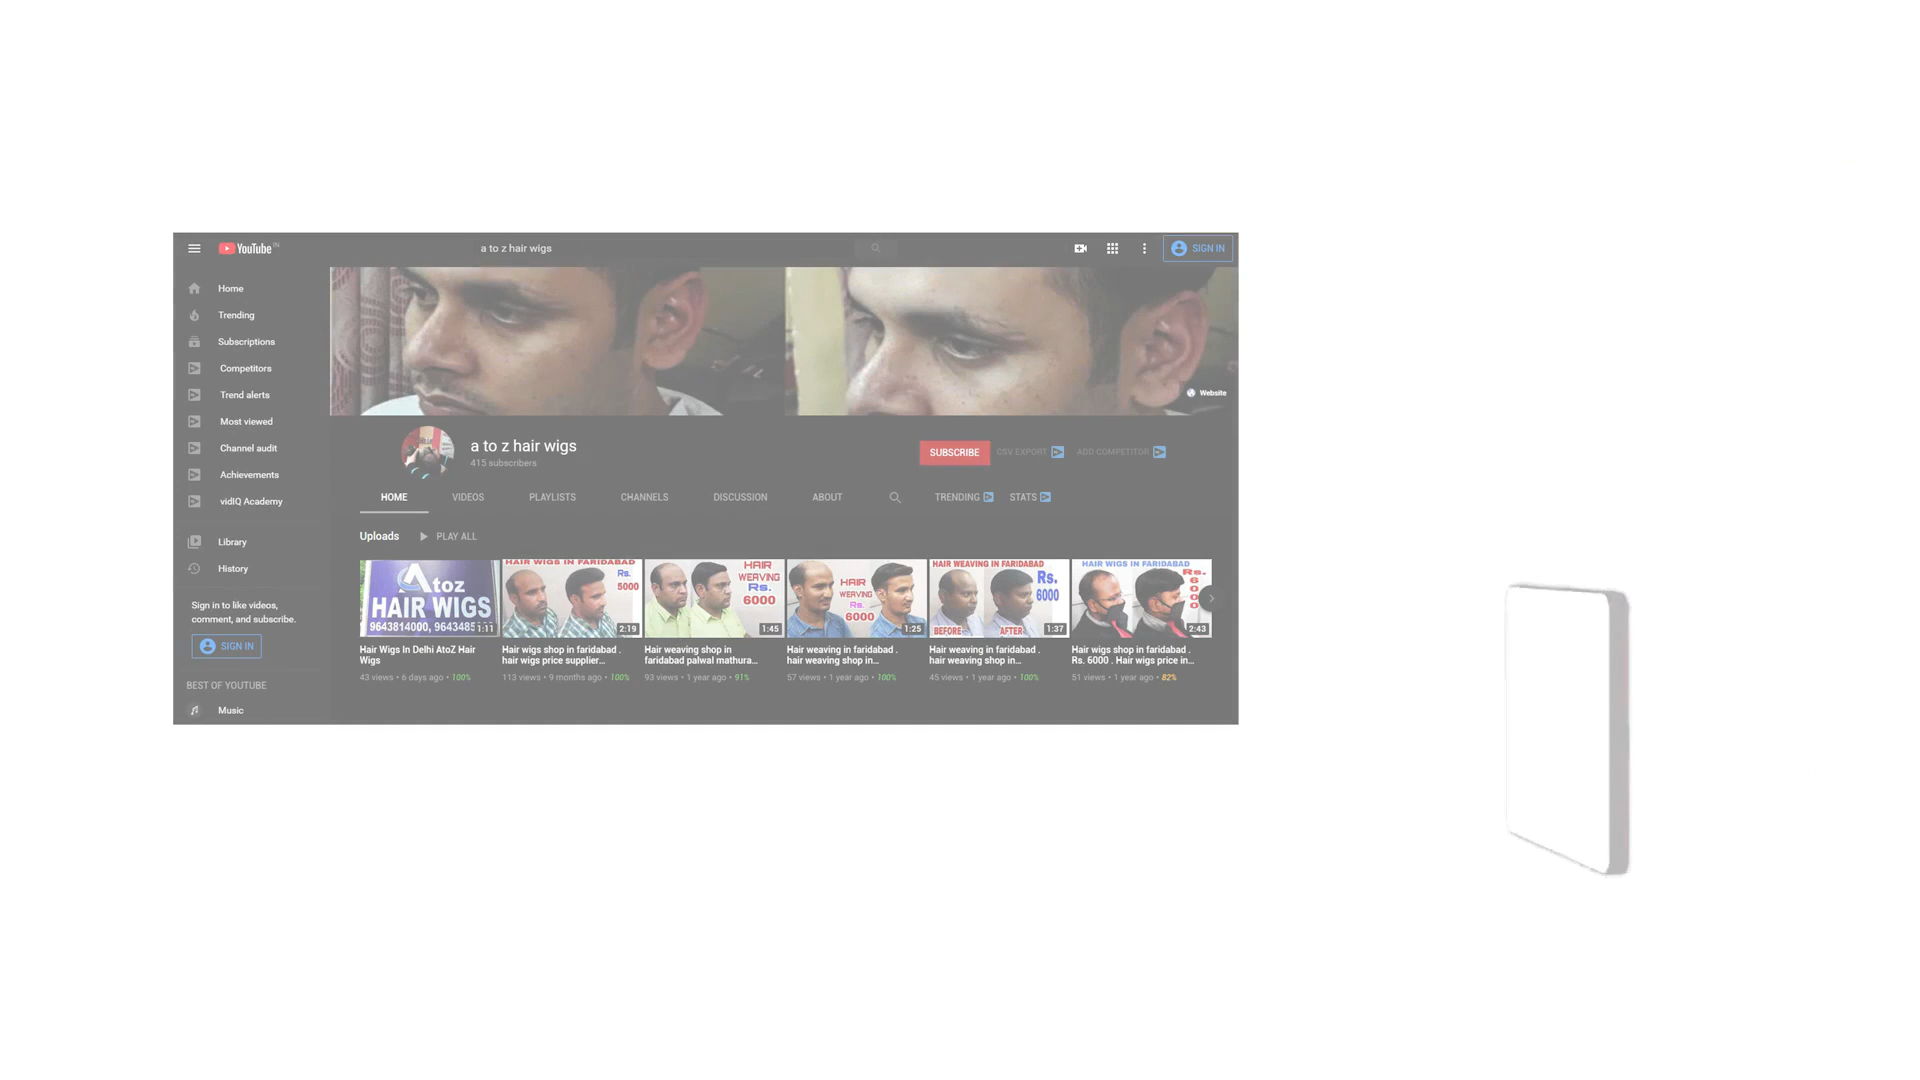 YouTube IN
a to z hair wigs
SIGN IN
Home
Trending
Subscriptions
Competitors
Trend alerts
Most viewed
Channel audit
Achievements
vidIQ Academy
Library
History
Sign in to like videos,
comment, and subscribe.
SIGN IN
BEST OF YOUTUBE
Music
Website
a to z hair wigs
415 subscribers
SUBSCRIBE
CSV EXPORT
ADD COMPETITOR
HOME
VIDEOS
PLAYLISTS
CHANNELS
DISCUSSION
ABOUT
TRENDING
STATS
Uploads
PLAY ALL
Atoz
HAIR WIGS
9643814000,
1:11
Hair Wigs In Delhi AtoZ Hair
Wigs
43 views • 6 days ago • 100%
HAIR WIGS IN FARIDABAD
Rs.
5000
2:19
Hair wigs shop in faridabad .
hair wigs price supplier...
113 views • 9 months ago • 100%
HAIR
WERVING
Rs.
6000
1:45
Hair weaving shop in
faridabad palwal mathura...
93 views • 1 year ago • 91%
HAIR
WERVING
Rs.
6000
1:25
Hair weaving in faridabad .
hair weaving shop in...
57 views • 1 year ago • 100%
HAIR WEAVING IN FARIDABAD
Rs.
6000
BEFORE
AFTER
1:37
Hair weaving in faridabad .
hair weaving shop in...
45 views • 1 year ago • 100%
HAIR WIGS IN FARIDABAD
Rs.
6
0
0
0
2:43
Hair wigs shop in faridabad .
Rs. 6000 . Hair wigs price in...
51 views • 1 year ago • 82%